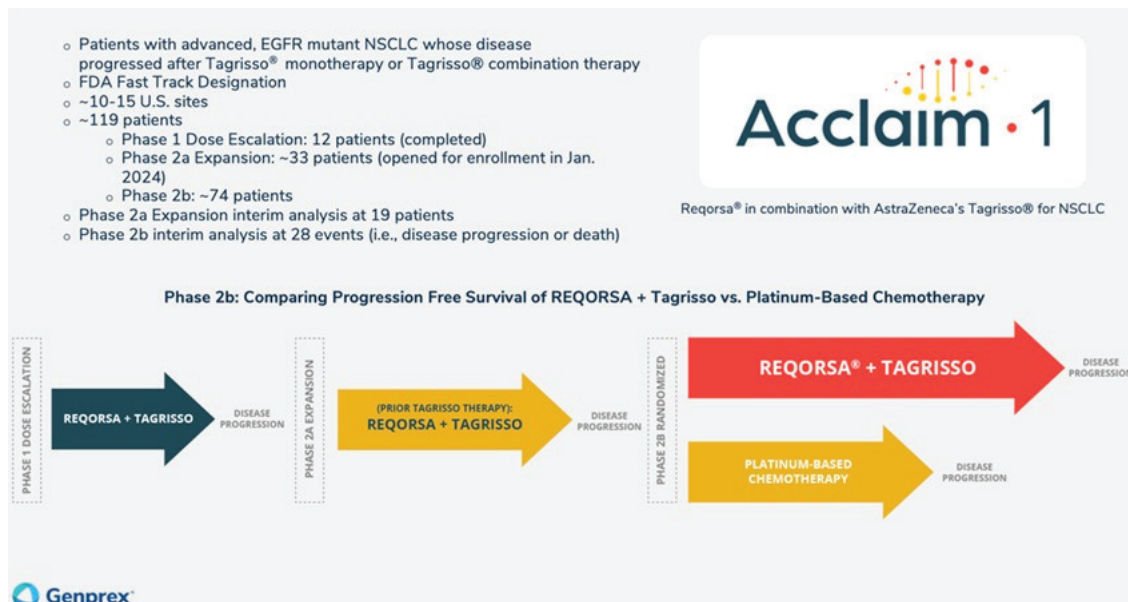 ○ Patients with advanced, EGFR mutant NSCLC whose disease
progressed after Tagrisso® monotherapy or Tagrisso® combination therapy
○ FDA Fast Track Designation
○ ~10-15 U.S. sites
○ ~119 patients
○ Phase 1 Dose Escalation: 12 patients (completed)
○ Phase 2a Expansion: ~33 patients (opened for enrollment in Jan.
2024)
○ Phase 2b: ~74 patients
○ Phase 2a Expansion interim analysis at 19 patients
○ Phase 2b interim analysis at 28 events (i.e., disease progression or death)
Acclaim · 1
Reqorsa® in combination with AstraZeneca's Tagrisso® for NSCLC
Phase 2b: Comparing Progression Free Survival of REQORSA + Tagrisso vs. Platinum-Based Chemotherapy
PHASE 1 DOSE ESCALATION
REQORSA + TAGRISSO
DISEASE
PROGRESSION
PHASE 2A EXPANSION
(PRIOR TAGRISSO THERAPY):
REQORSA + TAGRISSO
DISEASE
PROGRESSION
PHASE 2B RANDOMIZED
REQORSA® + TAGRISSO
DISEASE
PROGRESSION
PLATINUM-BASED
CHEMOTHERAPY
DISEASE
PROGRESSION
Genprex